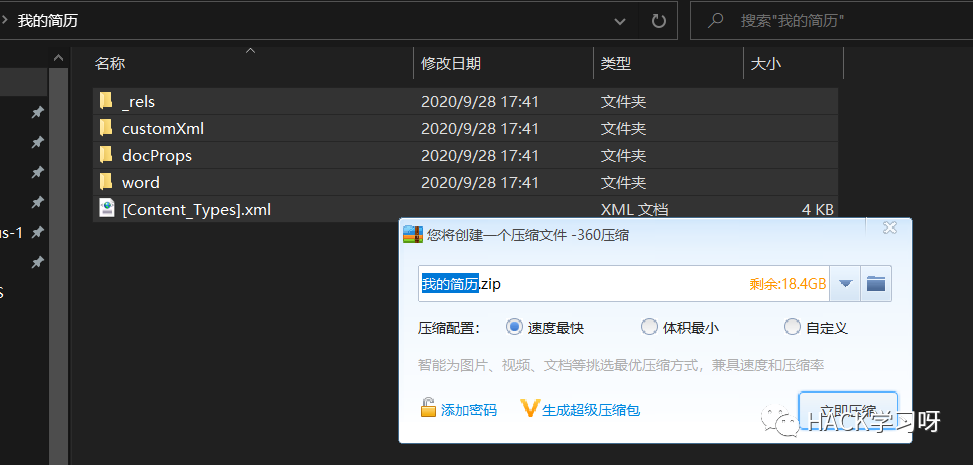 我的简历
搜索"我的简历"
名称 修改日期 类型 大小
_rels 2020/9/28 17:41 文件夹
customXml 2020/9/28 17:41 文件夹
docProps 2020/9/28 17:41 文件夹
word 2020/9/28 17:41 文件夹
[Content_Types].xml XML 文档 4 KB
us-1
S
您将创建一个压缩文件 -360压缩
我的简历.zip 剩余:18.4GB
压缩配置： 速度最快 体积最小 自定义
智能为图片、视频、文档等挑选最优压缩方式，兼具速度和压缩率
添加密码 生成超级压缩包 立即压缩
HACK学习呀